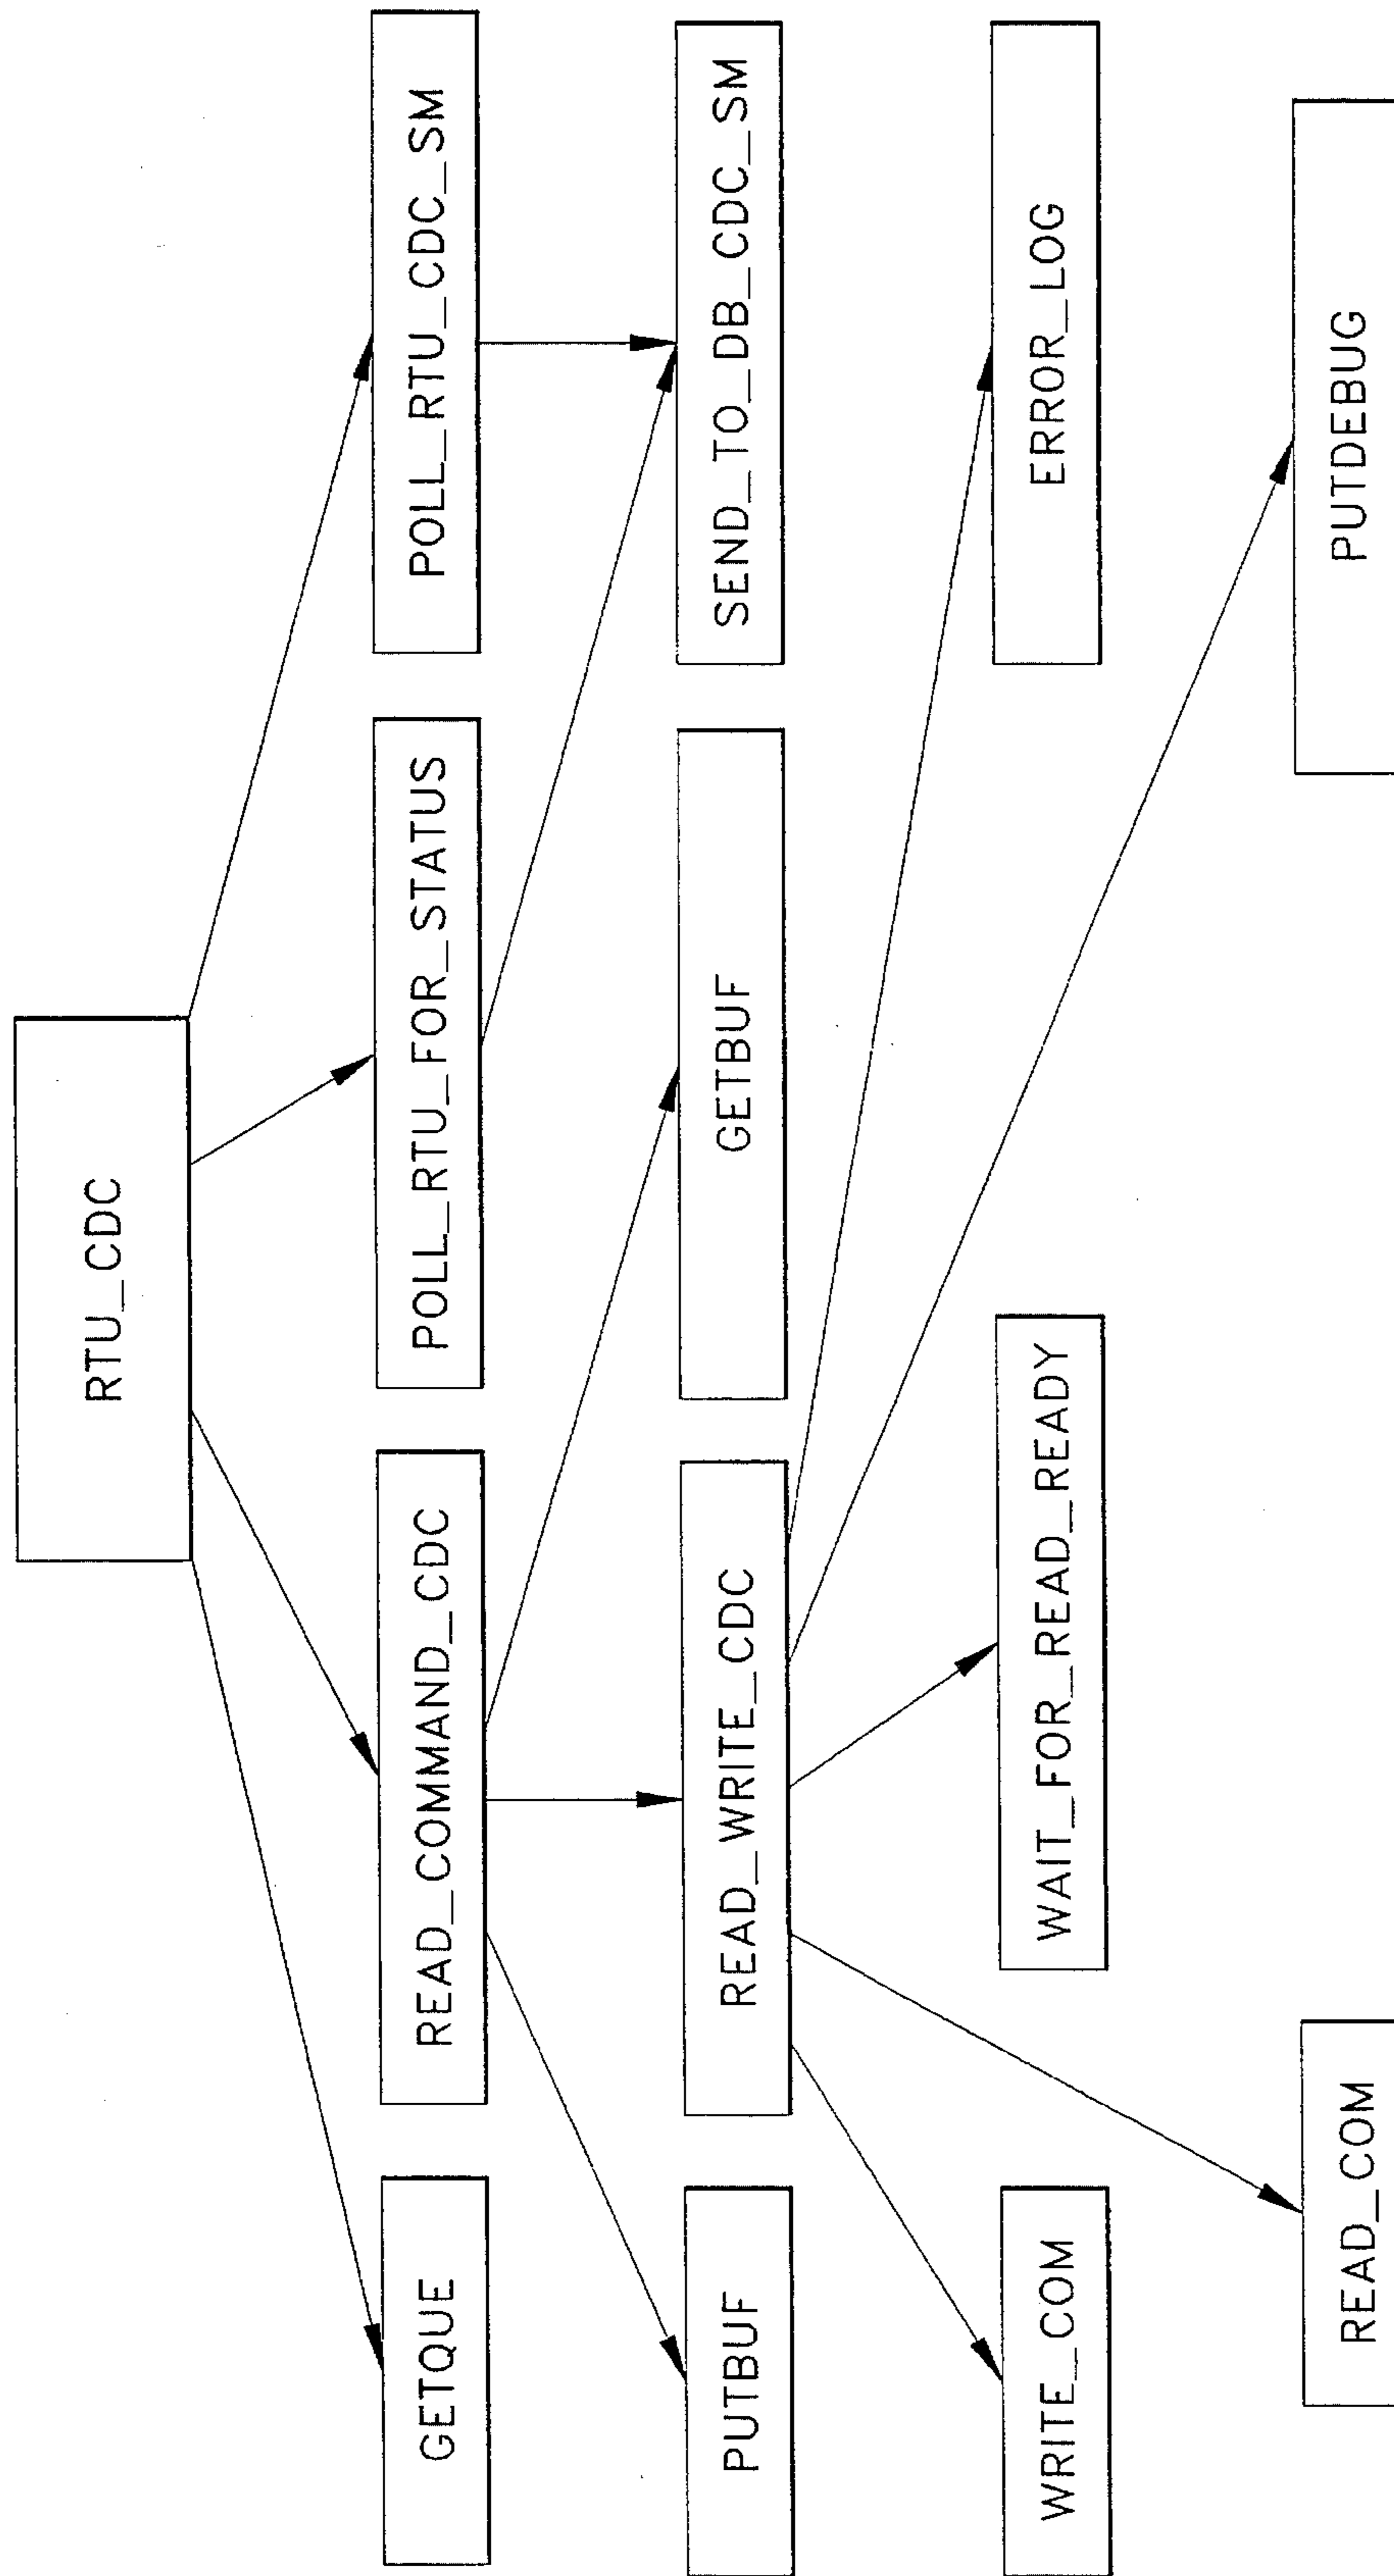 RTU_CDC
GETQUE
READ_COMMAND_CDC
POLL_RTU_FOR_STATUS
POLL_RTU_CDC_SM
PUTBUF
READ_WRITE_CDC
GETBUF
SEND_TO_DB_CDC_SM
WRITE_COM
WAIT_FOR_READ_READY
ERROR_LOG
READ_COM
PUTDEBUG